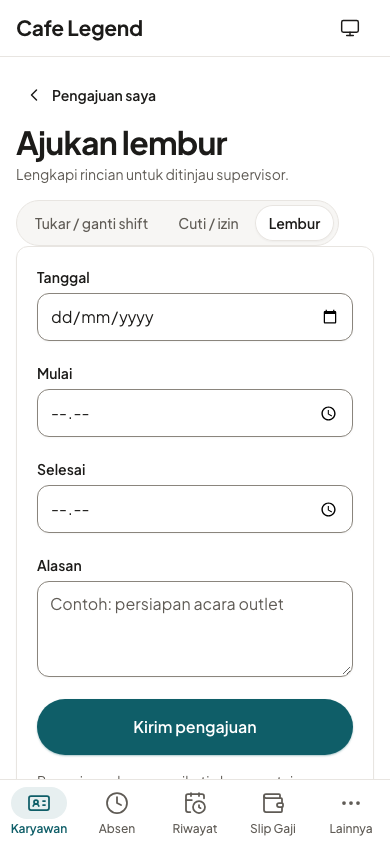 Cafe Legend
Pengajuan saya
Ajukan lembur
Lengkapi rincian untuk ditinjau supervisor.
Tukar / ganti shift
Cuti / izin
Lembur
Tanggal
dd/mm/yyyy
Mulai
--.--
Selesai
--.--
Alasan
Contoh: persiapan acara outlet
Kirim pengajuan
Karyawan
Absen
Riwayat
Slip Gaji
Lainnya